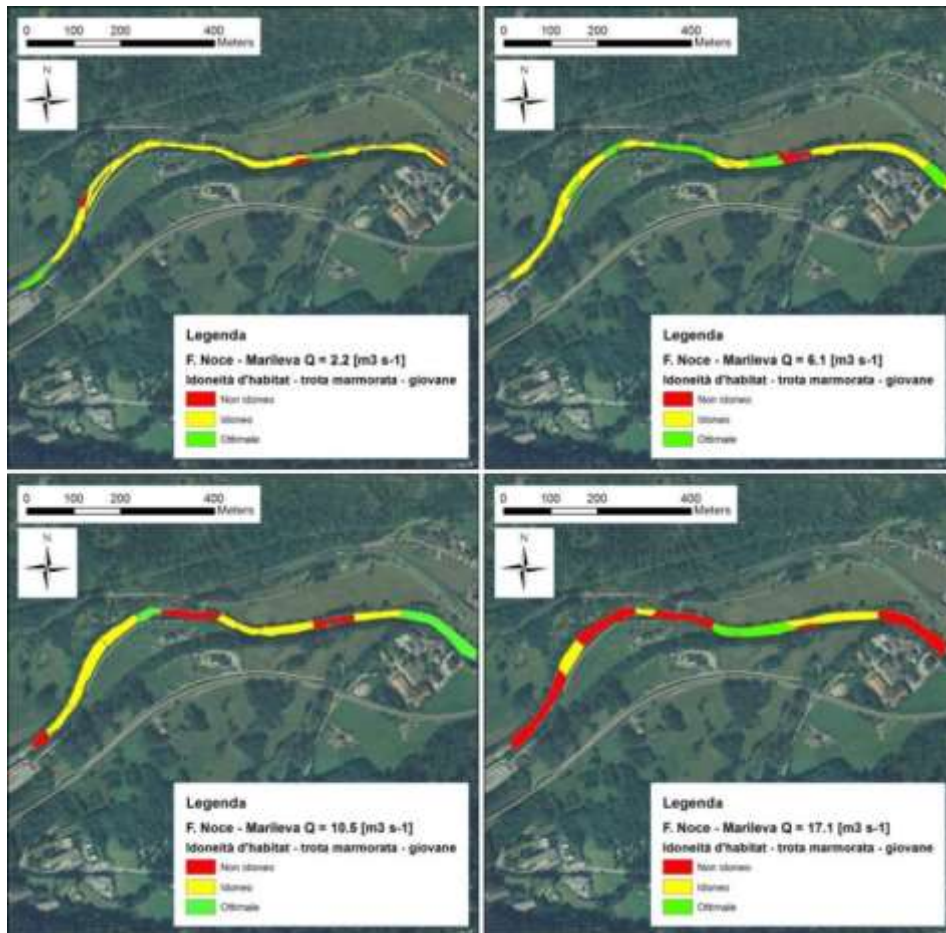 0 100 200 400
Meters
N
Legenda
F. Noce - Marileva Q = 2.2 [m3 s-1]
Idoneità d'habitat - trota marmorata - giovane
Non idoneo
Idoneo
Ottimale
0 100 200 400
Meters
N
Legenda
F. Noce - Marileva Q = 6.1 [m3 s-1]
Idoneità d'habitat - trota marmorata - giovane
Non idoneo
Idoneo
Ottimale
0 100 200 400
Meters
N
Legenda
F. Noce - Marileva Q = 10.5 [m3 s-1]
Idoneità d'habitat - trota marmorata - giovane
Non idoneo
Idoneo
Ottimale
0 100 200 400
Meters
N
Legenda
F. Noce - Marileva Q = 17.1 [m3 s-1]
Idoneità d'habitat - trota marmorata - giovane
Non idoneo
Idoneo
Ottimale